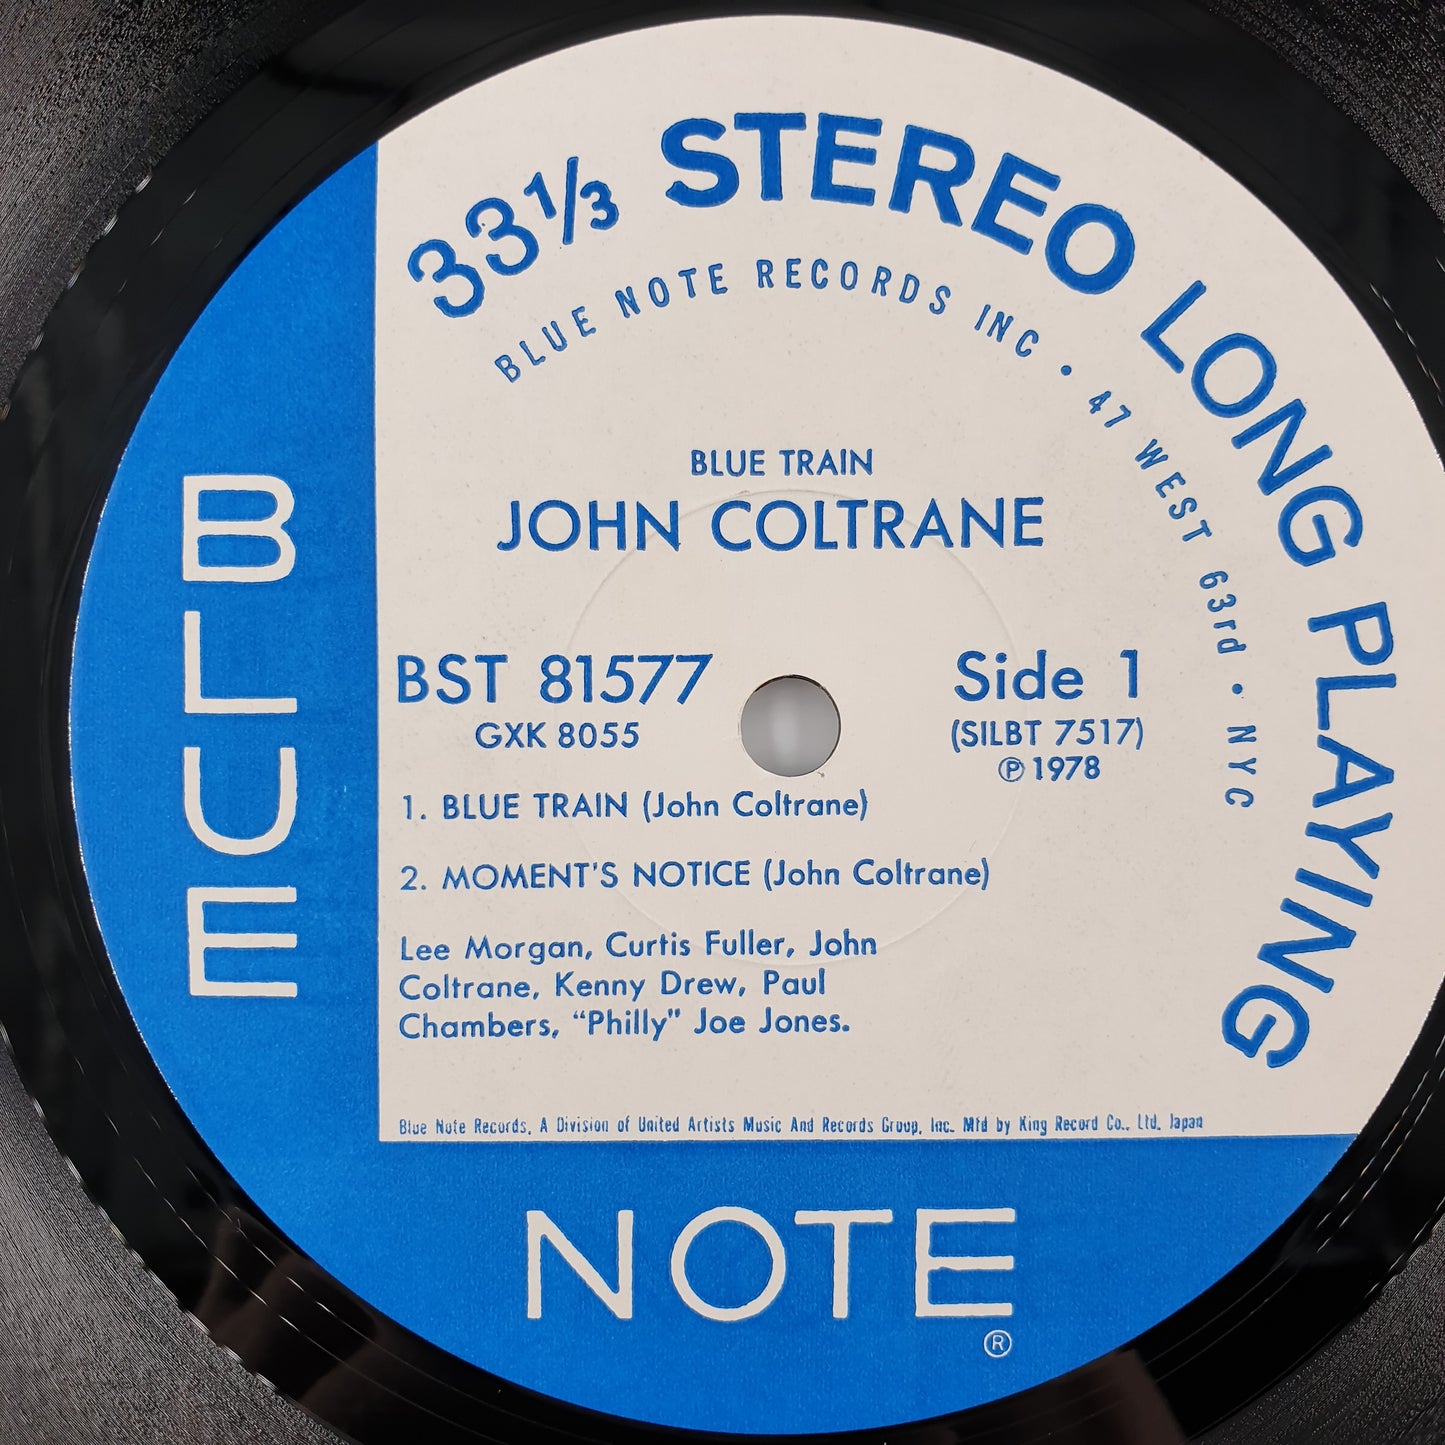 33⅓ STEREO LONG PLAYING
BLUE NOTE RECORDS INC • 47 WEST 63rd • NYC
BLUE TRAIN
JOHN COLTRANE
BST 81577
GXK 8055
Side 1
(SILBT 7517)
℗ 1978
1. BLUE TRAIN (John Coltrane)
2. MOMENT'S NOTICE (John Coltrane)
Lee Morgan, Curtis Fuller, John
Coltrane, Kenny Drew, Paul
Chambers, "Philly" Joe Jones.
Blue Note Records, A Division of United Artists Music And Records Group, Inc. Mfd by King Record Co., Ltd. Japan
BLUE
NOTE
®